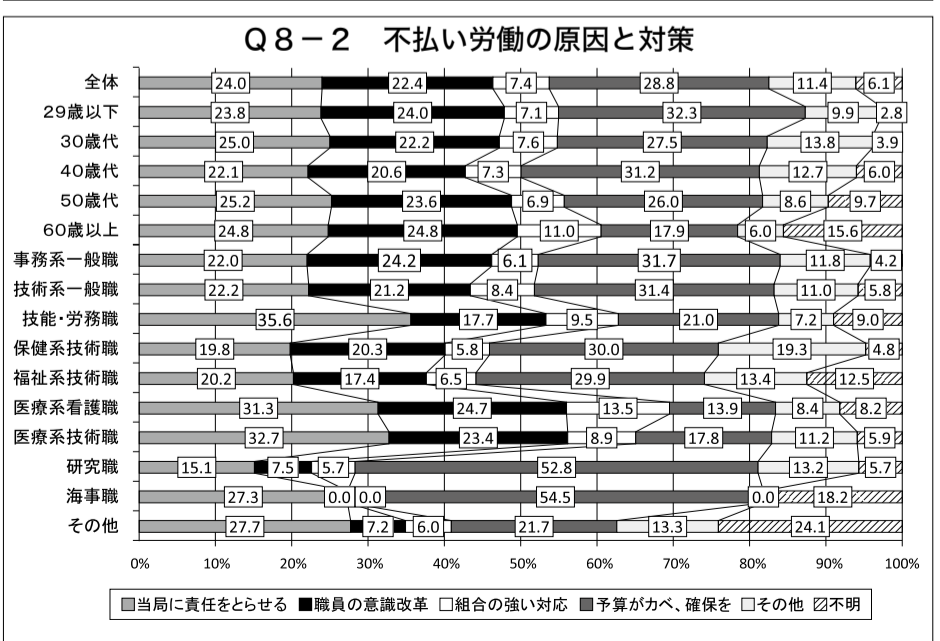 Q8-2 不払い労働の原因と対策
全体 24.0 22.4 7.4 28.8 11.4 6.1
29歳以下 23.8 24.0 7.1 32.3 9.9 2.8
30歳代 25.0 22.2 7.6 27.5 13.8 3.9
40歳代 22.1 20.6 7.3 31.2 12.7 6.0
50歳代 25.2 23.6 6.9 26.0 8.6 9.7
60歳以上 24.8 24.8 11.0 17.9 6.0 15.6
事務系一般職 22.0 24.2 6.1 31.7 11.8 4.2
技術系一般職 22.2 21.2 8.4 31.4 11.0 5.8
技能・労務職 35.6 17.7 9.5 21.0 7.2 9.0
保健系技術職 19.8 20.3 5.8 30.0 19.3 4.8
福祉系技術職 20.2 17.4 6.5 29.9 13.4 12.5
医療系看護職 31.3 24.7 13.5 13.9 8.4 8.2
医療系技術職 32.7 23.4 8.9 17.8 11.2 5.9
研究職 15.1 7.5 5.7 52.8 13.2 5.7
海事職 27.3 0.0 0.0 54.5 0.0 18.2
その他 27.7 7.2 6.0 21.7 13.3 24.1
0% 10% 20% 30% 40% 50% 60% 70% 80% 90% 100%
当局に責任をとらせる 職員の意識改革 組合の強い対応 予算がカベ、確保を その他 不明